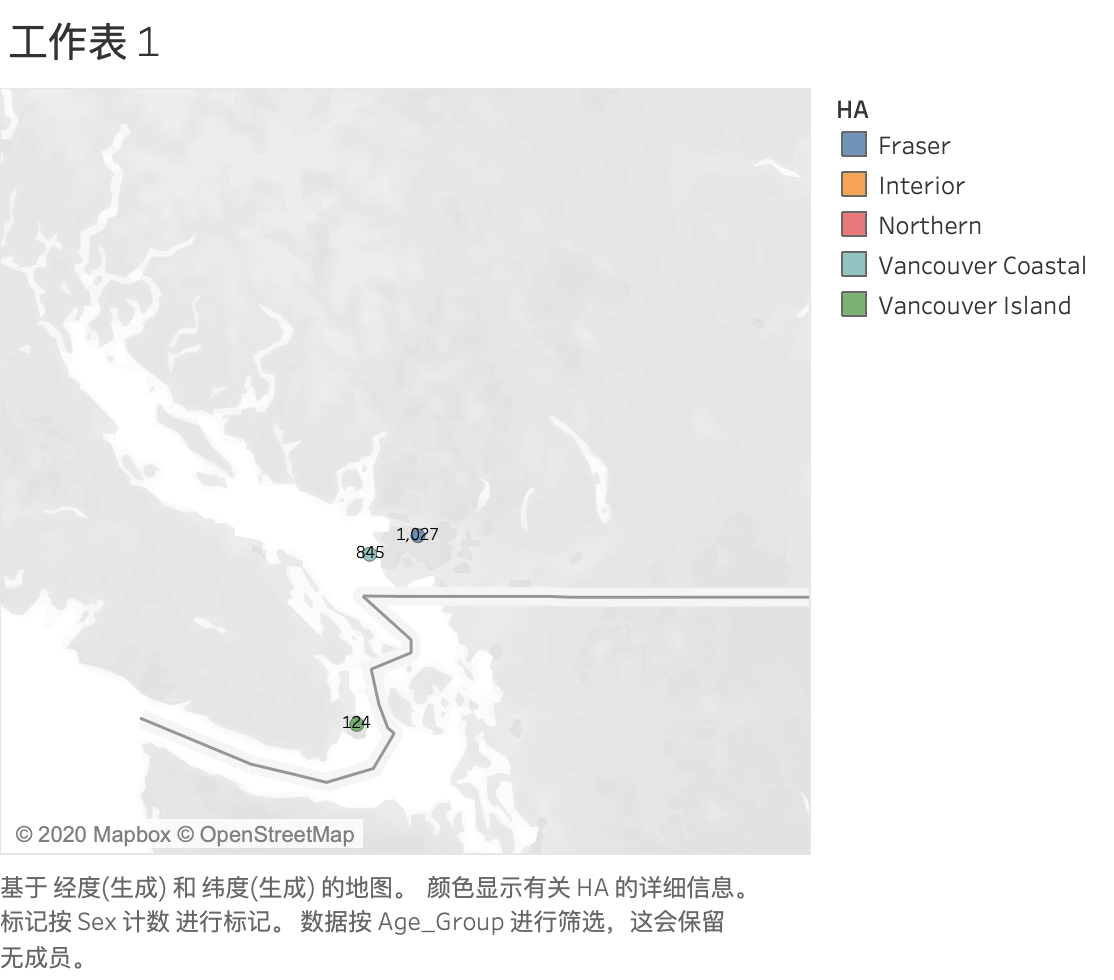 工作表 1
HA
Fraser
Interior
Northern
Vancouver Coastal
Vancouver Island
1,027
845
124
© 2020 Mapbox © OpenStreetMap
基于 经度(生成) 和 纬度(生成) 的地图。 颜色显示有关 HA 的详细信息。
标记按 Sex 计数 进行标记。 数据按 Age_Group 进行筛选，这会保留
无成员。